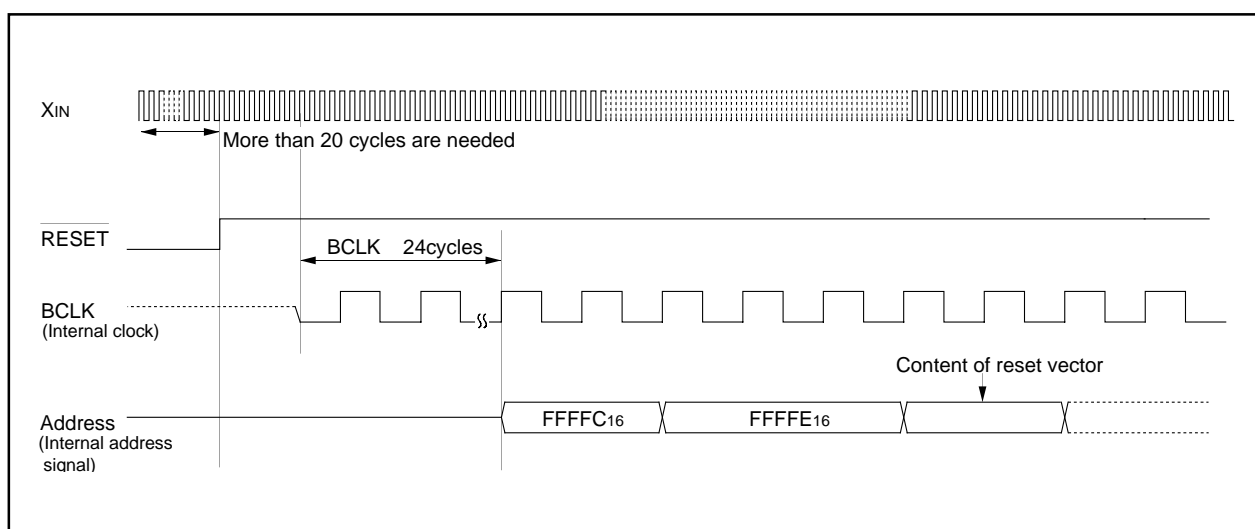 XIN
More than 20 cycles are needed
RESET
BCLK 24cycles
BCLK
(Internal clock)
Content of reset vector
Address
(Internal address
signal)
FFFFC16
FFFFE16